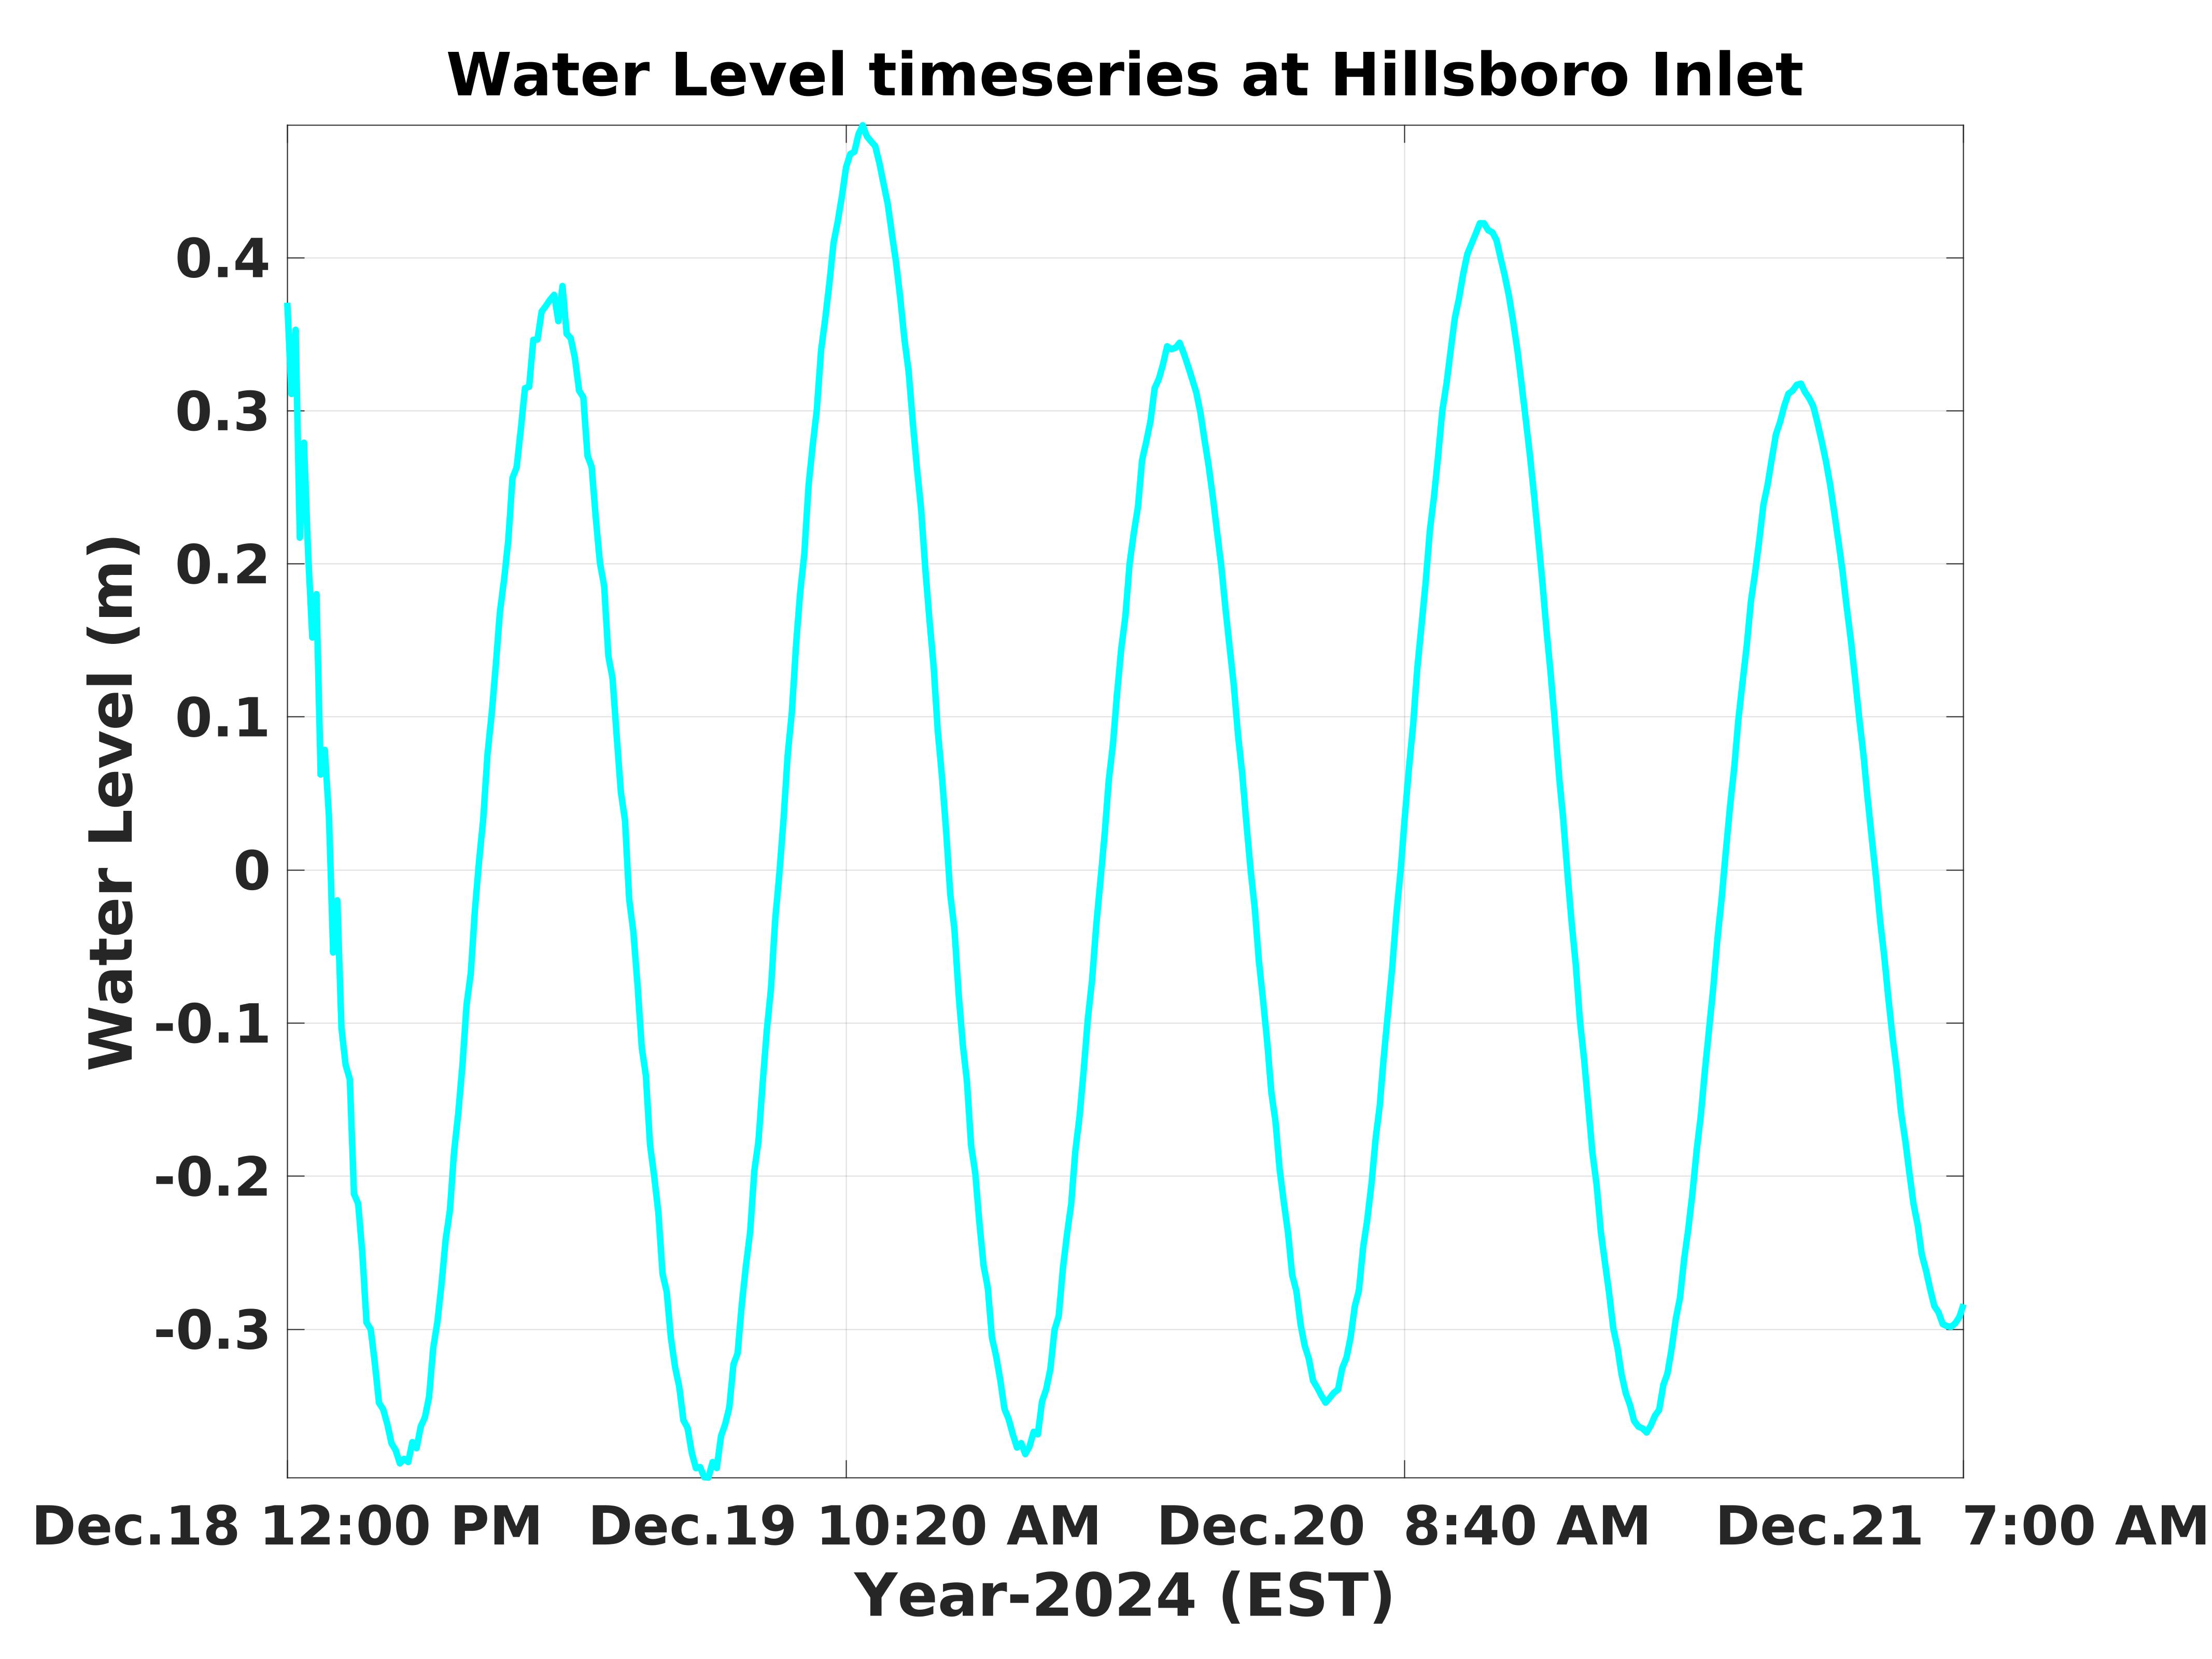 Water Level timeseries at Hillsboro Inlet
Water Level (m)
0.4
0.3
0.2
0.1
0
-0.1
-0.2
-0.3
Dec.18 12:00 PM Dec.19 10:20 AM Dec.20 8:40 AM Dec.21 7:00 AM
Year-2024 (EST)